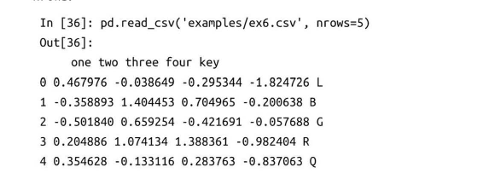 In [36]: pd.read_csv('examples/ex6.csv', nrows=5)
Out[36]:
one two three four key
0 0.467976 -0.038649 -0.295344 -1.824726 L
1 -0.358893 1.404453 0.704965 -0.200638 B
2 -0.501840 0.659254 -0.421691 -0.057688 G
3 0.204886 1.074134 1.388361 -0.982404 R
4 0.354628 -0.133116 0.283763 -0.837063 Q